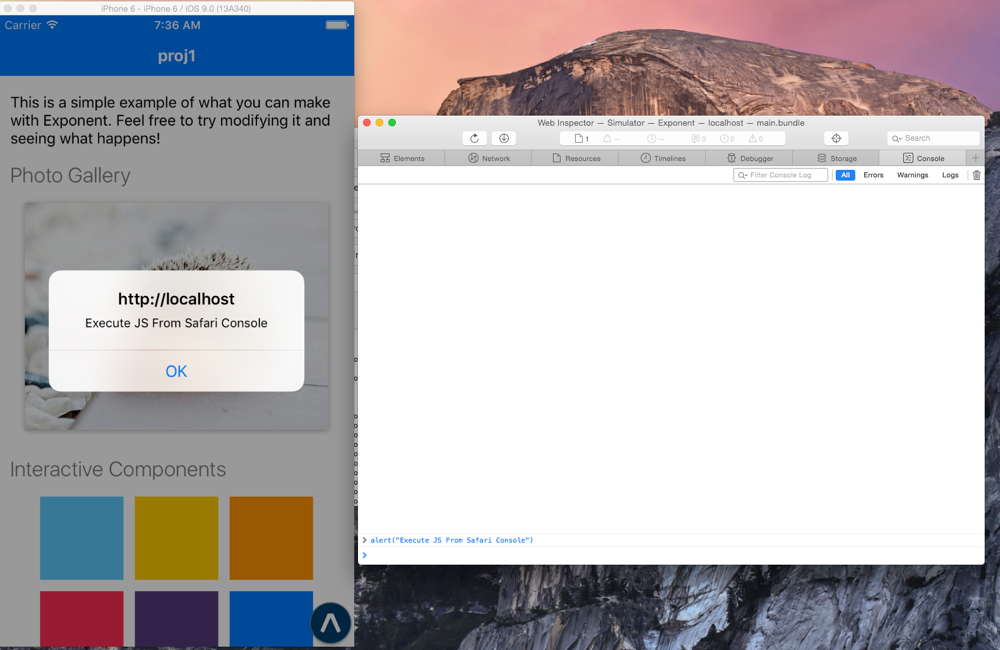 iPhone 6 - iPhone 6 / iOS 9.0 (13A340)
Carrier 7:36 AM
proj1
This is a simple example of what you can make
with Exponent. Feel free to try modifying it and
seeing what happens!
Photo Gallery
http://localhost
Execute JS From Safari Console
OK
Interactive Components
Web Inspector — Simulator — Exponent — localhost — main.bundle
1 — — 0 0 0 Search
Elements Network Resources Timelines Debugger Storage Console +
Filter Console Log All Errors Warnings Logs
> alert("Execute JS From Safari Console")
>